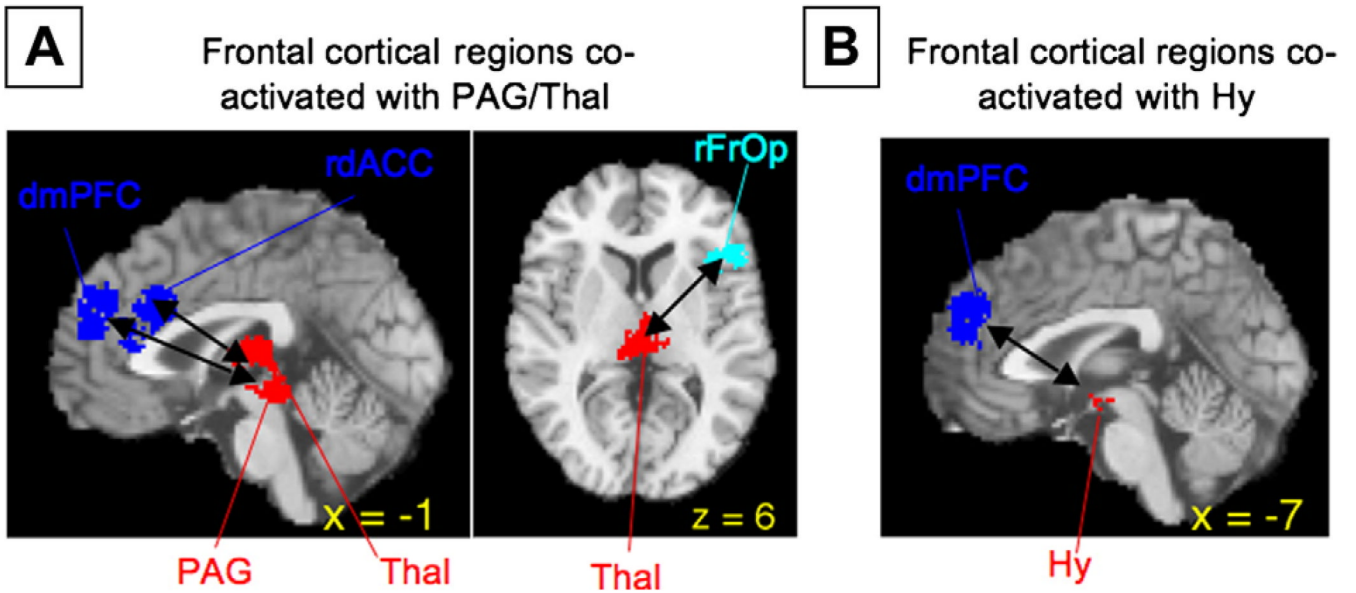 A
Frontal cortical regions co-
activated with PAG/Thal
dmPFC
rdACC
x = -1
PAG
Thal
rFrOp
z = 6
Thal
B
Frontal cortical regions co-
activated with Hy
dmPFC
x = -7
Hy